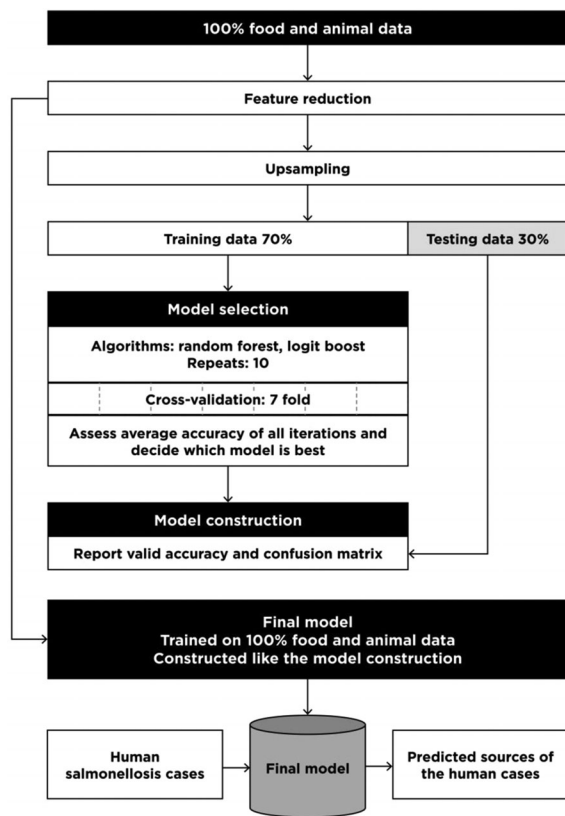 100% food and animal data
Feature reduction
Upsampling
Training data 70%
Testing data 30%
Model selection
Algorithms: random forest, logit boost
Repeats: 10
Cross-validation: 7 fold
Assess average accuracy of all iterations and
decide which model is best
Model construction
Report valid accuracy and confusion matrix
Final model
Trained on 100% food and animal data
Constructed like the model construction
Human
salmonellosis cases
Final model
Predicted sources of
the human cases